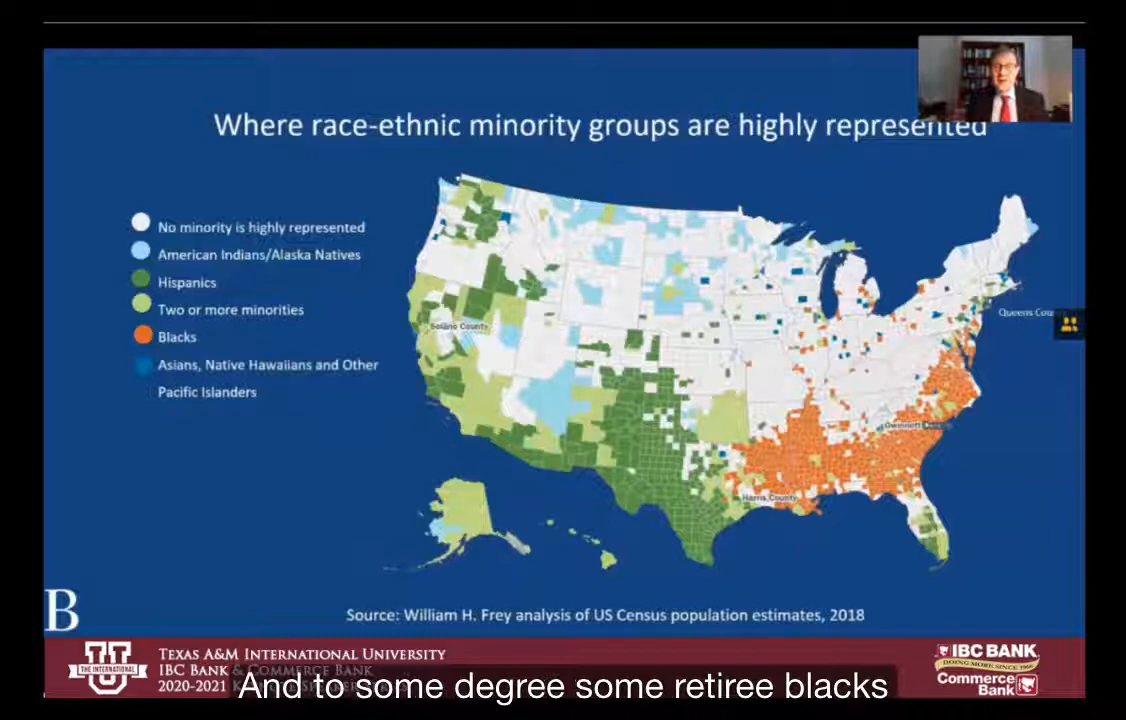 Where race-ethnic minority groups are highly represented
No minority is highly represented
American Indians/Alaska Natives
Hispanics
Two or more minorities
Blacks
Asians, Native Hawaiians and Other
Pacific Islanders
Solano County
Queens Cou
Gwinnett
Harris County
B
Source: William H. Frey analysis of US Census population estimates, 2018
THE INTERNATIONAL
TEXAS A&M INTERNATIONAL UNIVERSITY
IBC BANK & COMMERCE BANK
2020-2021
IBC BANK
DOING MORE SINCE 1966
Commerce
Bank
And to some degree some retiree blacks